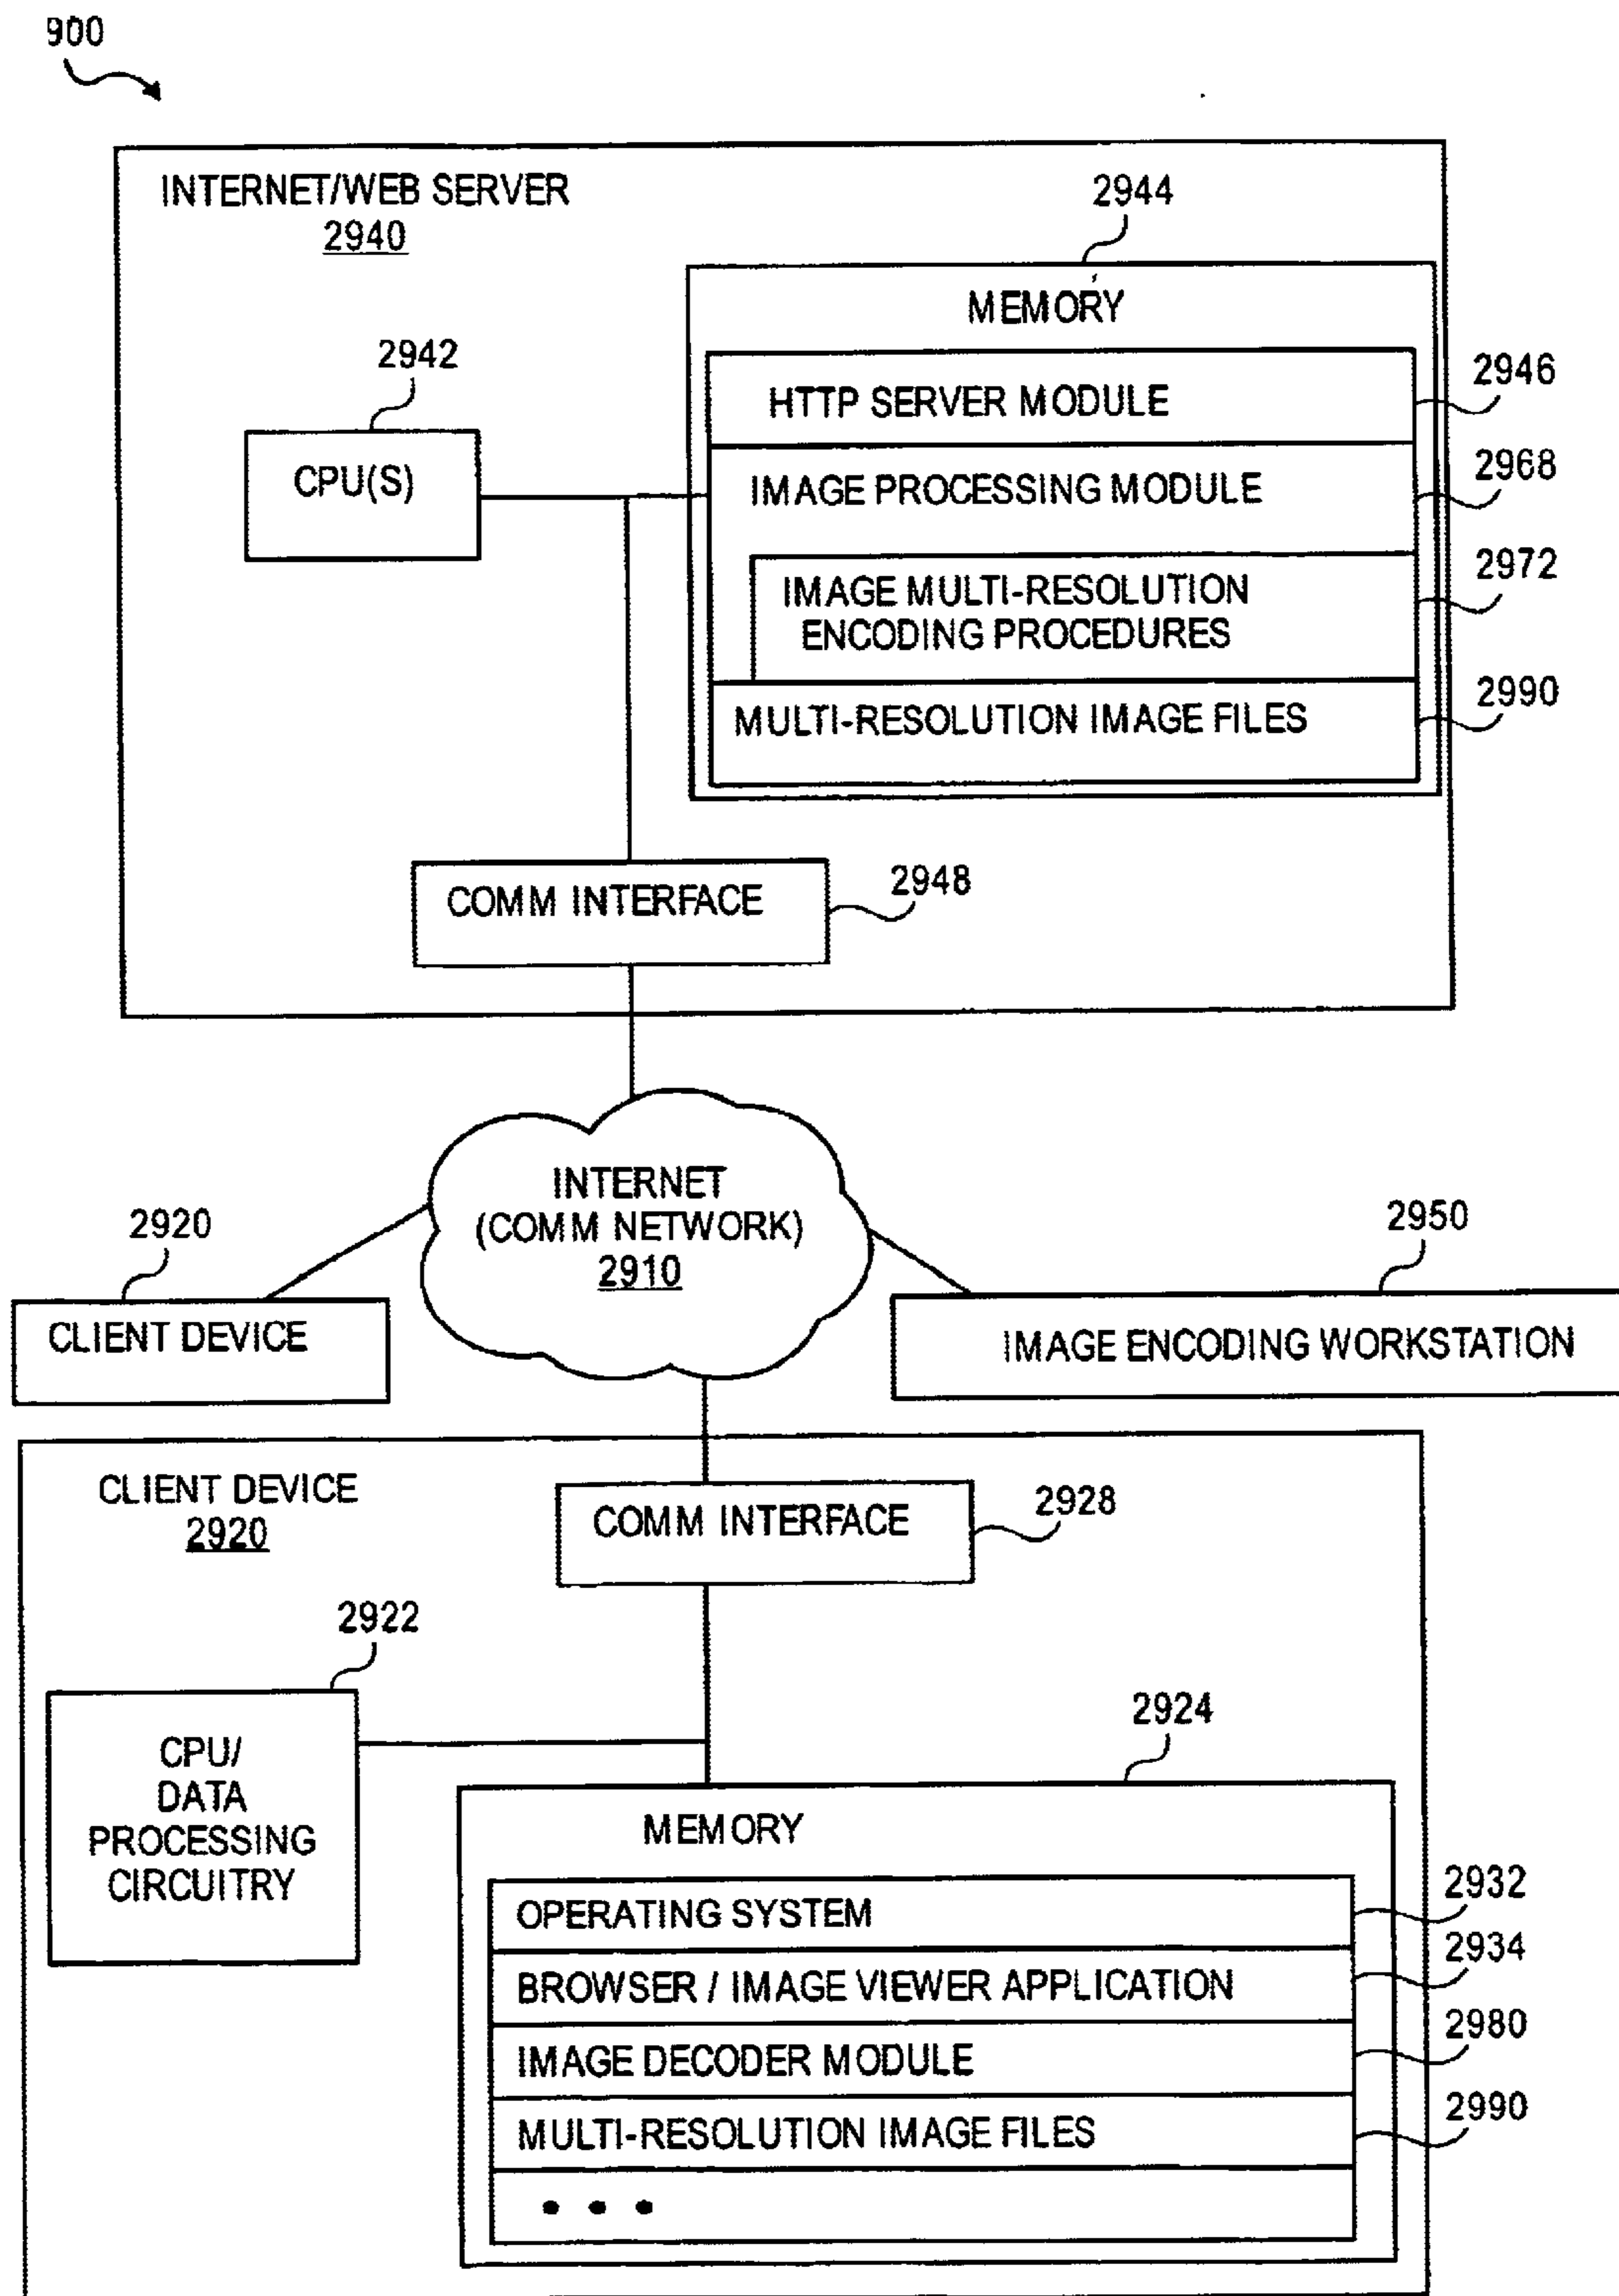 900
INTERNET/WEB SERVER
2940
2944
MEMORY
2942
CPU(S)
HTTP SERVER MODULE
2946
IMAGE PROCESSING MODULE
2968
IMAGE MULTI-RESOLUTION
ENCODING PROCEDURES
2972
MULTI-RESOLUTION IMAGE FILES
2990
COMM INTERFACE
2948
INTERNET
(COMM NETWORK)
2910
2920
CLIENT DEVICE
2950
IMAGE ENCODING WORKSTATION
CLIENT DEVICE
2920
COMM INTERFACE
2928
2922
CPU/
DATA
PROCESSING
CIRCUITRY
2924
MEMORY
OPERATING SYSTEM
2932
BROWSER / IMAGE VIEWER APPLICATION
2934
IMAGE DECODER MODULE
2980
MULTI-RESOLUTION IMAGE FILES
2990
• • •